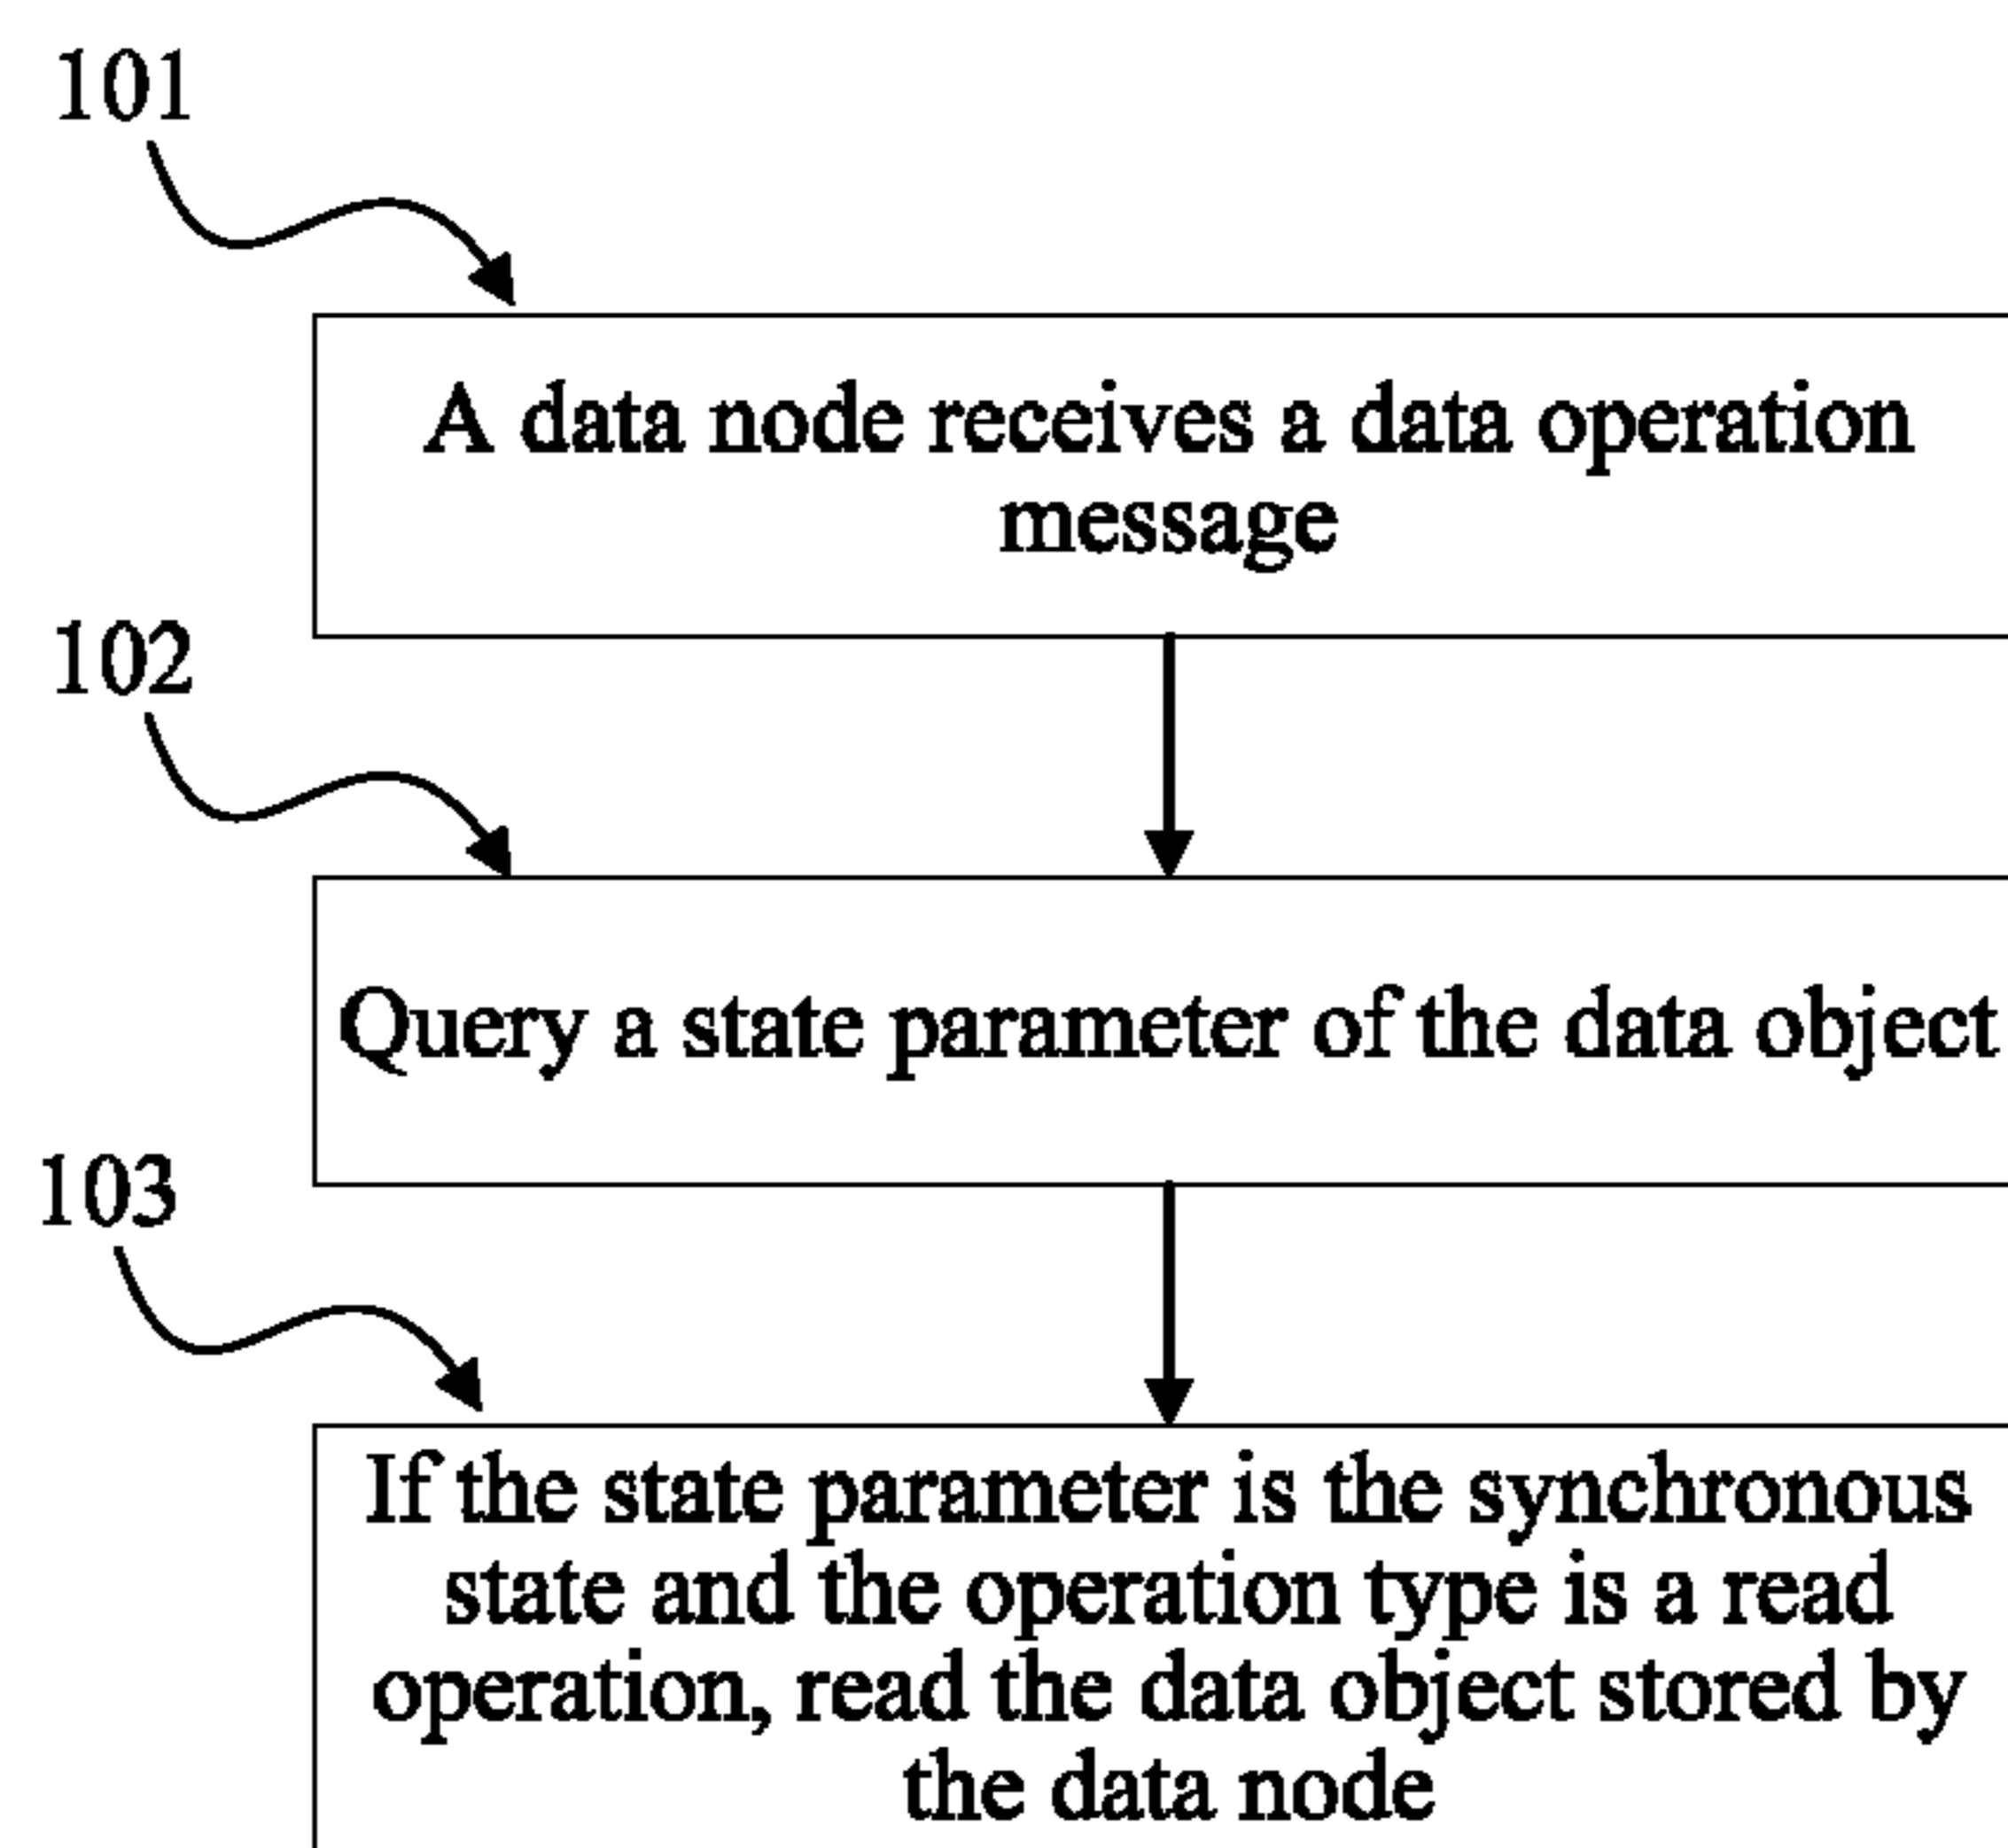 101
A data node receives a data operation
message
102
Query a state parameter of the data object
103
If the state parameter is the synchronous
state and the operation type is a read
operation, read the data object stored by
the data node